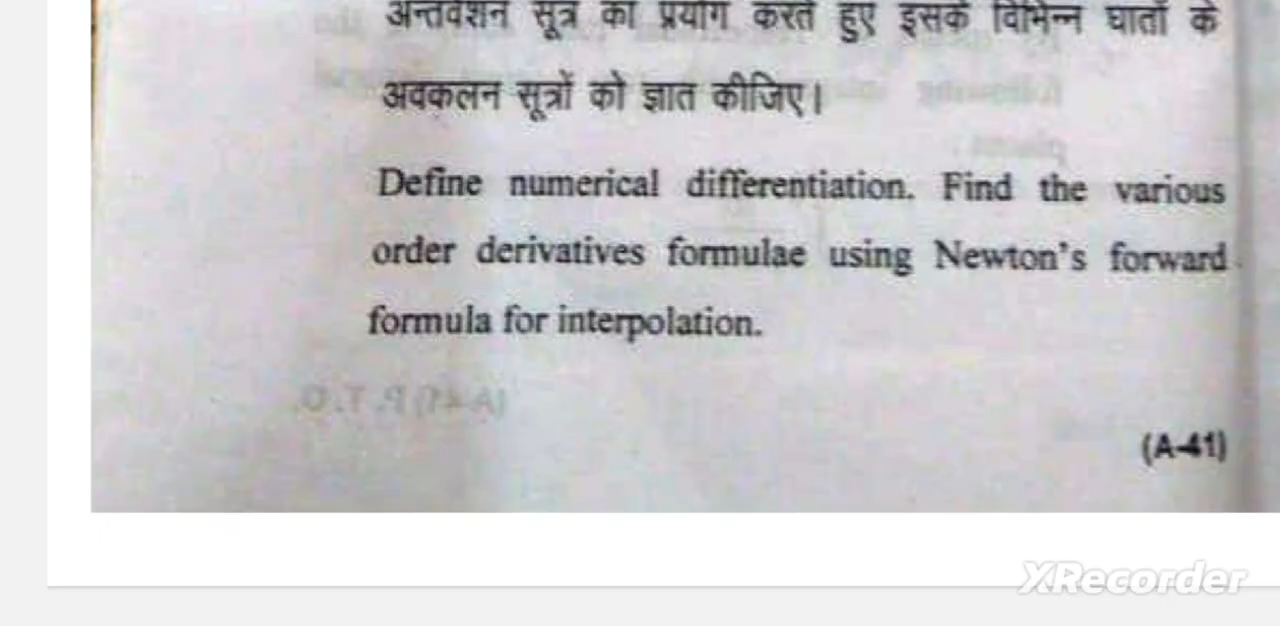 अन्तर्वेशन सूत्र का प्रयोग करते हुए इसके विभिन्न घातों के
अवकलन सूत्रों को ज्ञात कीजिए।
Define numerical differentiation. Find the various
order derivatives formulae using Newton's forward
formula for interpolation.
(A-41) P. T. O.
(A-41)
XRecorder